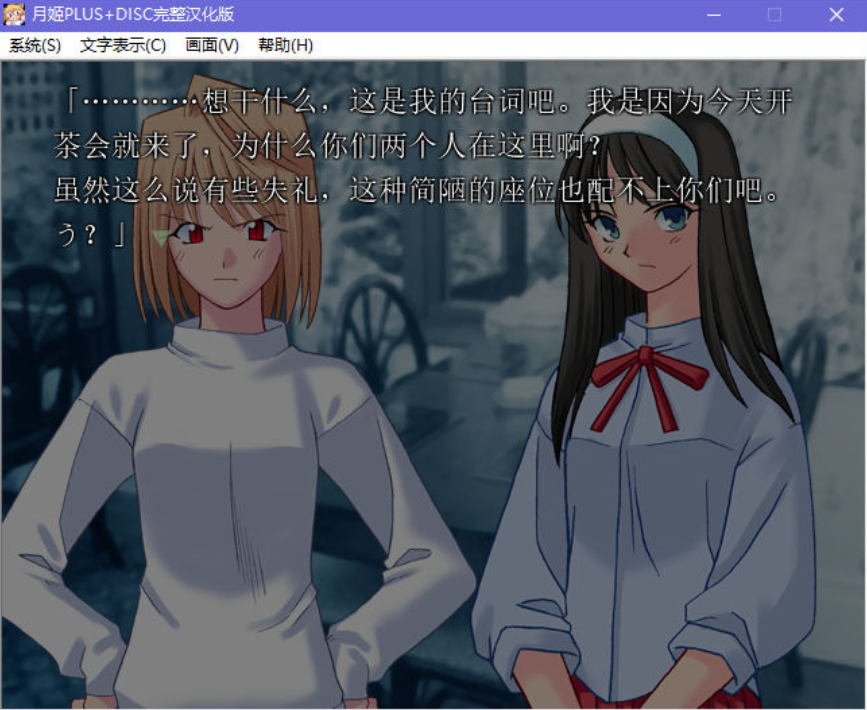 月姬PLUS+DISC完整汉化版
系统(S) 文字表示(C) 画面(V) 帮助(H)
「…………想干什么，这是我的台词吧。我是因为今天开
茶会就来了，为什么你们两个人在这里啊？
虽然这么说有些失礼，这种简陋的座位也配不上你们吧。
う？」